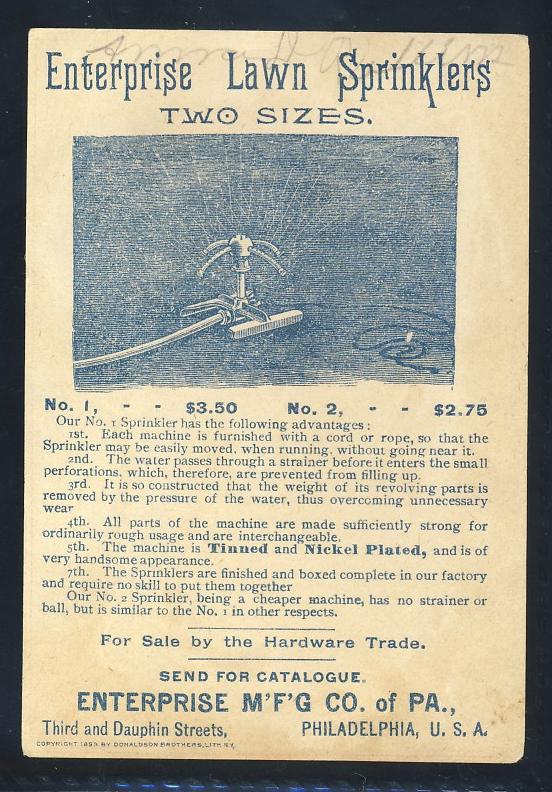 Enterprise Lawn Sprinklers
TWO SIZES.
No. 1, - - $3.50 No. 2, - - $2.75
Our No. 1 Sprinkler has the following advantages:
1st. Each machine is furnished with a cord or rope, so that the
Sprinkler may be easily moved, when running, without going near it.
2nd. The water passes through a strainer before it enters the small
perforations, which, therefore, are prevented from filling up.
3rd. It is so constructed that the weight of its revolving parts is
removed by the pressure of the water, thus overcoming unnecessary
wear
4th. All parts of the machine are made sufficiently strong for
ordinarily rough usage and are interchangeable.
5th. The machine is Tinned and Nickel Plated, and is of
very handsome appearance.
7th. The Sprinklers are finished and boxed complete in our factory
and require no skill to put them together
Our No. 2 Sprinkler, being a cheaper machine, has no strainer or
ball, but is similar to the No. 1 in other respects.
For Sale by the Hardware Trade.
SEND FOR CATALOGUE.
ENTERPRISE M'F'G CO. of PA.,
Third and Dauphin Streets, PHILADELPHIA, U. S. A.
COPYRIGHT BY DONALDSON BROTHERS, LITH N.Y.